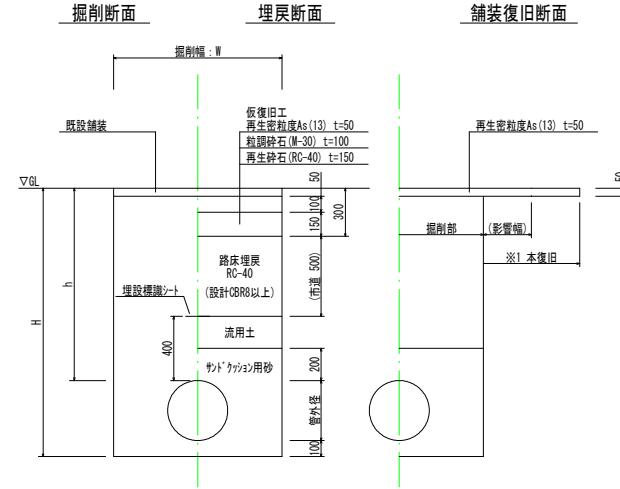 掘削断面
埋戻断面
舗装復旧断面
掘削幅：W
仮復旧工
再生密粒度As(13) t=50
粒調砕石(M-30) t=100
再生砕石(RC-40) t=150
既設舗装
再生密粒度As(13) t=50
▽GL
50
100
150
300
50
掘削部
(影響幅)
※1 本復旧
路床埋戻
RC-40
(設計CBR8以上)
(市道 500)
埋設標識シート
h
H
400
流用土
サンドクッション用砂
200
管外径
100